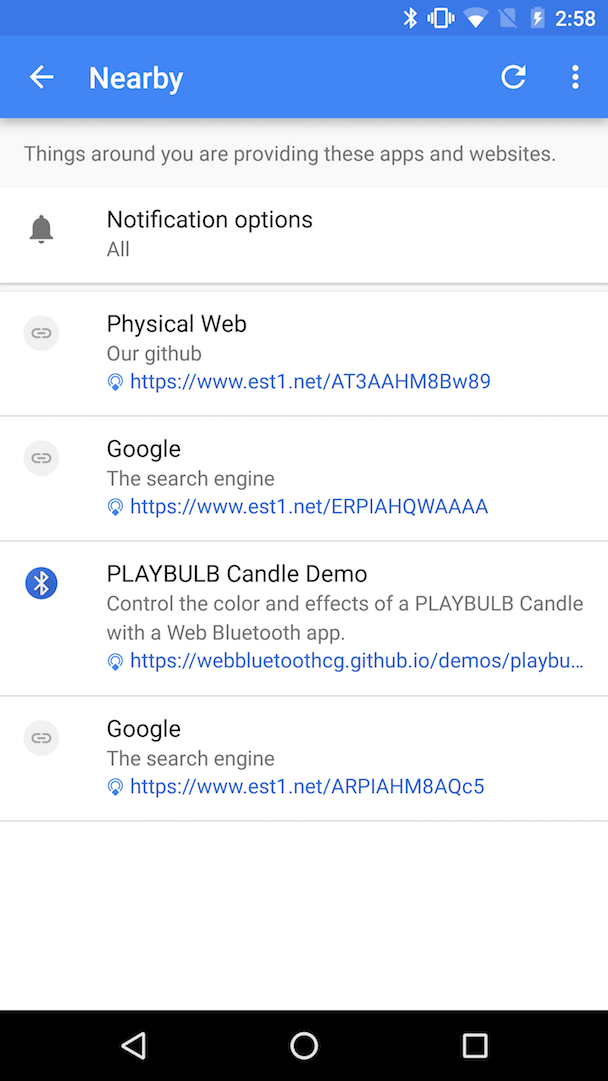 2:58
Nearby
Things around you are providing these apps and websites.
Notification options
All
Physical Web
Our github
https://www.est1.net/AT3AAHM8Bw89
Google
The search engine
https://www.est1.net/ERPIAHQWAAAA
PLAYBULB Candle Demo
Control the color and effects of a PLAYBULB Candle
with a Web Bluetooth app.
https://webbluetoothcg.github.io/demos/playbu…
Google
The search engine
https://www.est1.net/ARPIAHM8AQc5